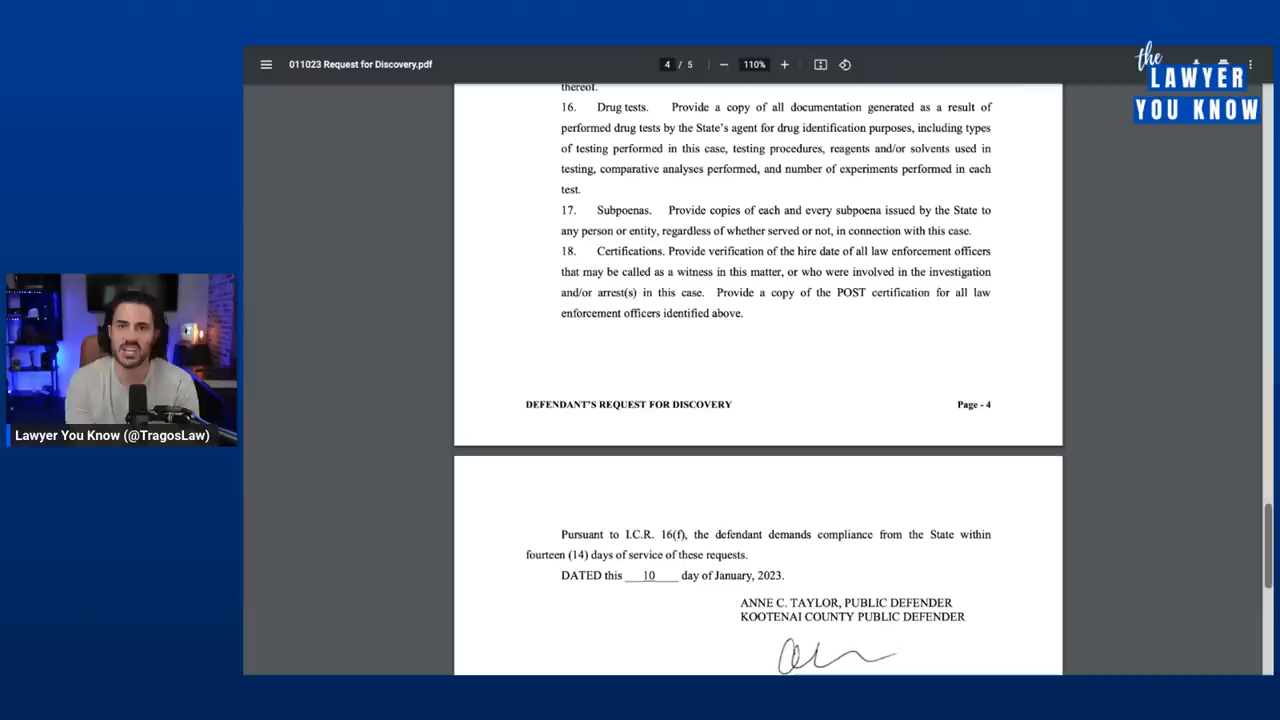 the
LAWYER
YOU KNOW
011023 Request for Discovery.pdf
4 / 5
110%
thereof.
16. Drug tests. Provide a copy of all documentation generated as a result of
performed drug tests by the State's agent for drug identification purposes, including types
of testing performed in this case, testing procedures, reagents and/or solvents used in
testing, comparative analyses performed, and number of experiments performed in each
test.
17. Subpoenas. Provide copies of each and every subpoena issued by the State to
any person or entity, regardless of whether served or not, in connection with this case.
18. Certifications. Provide verification of the hire date of all law enforcement officers
that may be called as a witness in this matter, or who were involved in the investigation
and/or arrest(s) in this case. Provide a copy of the POST certification for all law
enforcement officers identified above.
DEFENDANT'S REQUEST FOR DISCOVERY Page - 4
Lawyer You Know (@TragosLaw)
Pursuant to I.C.R. 16(f), the defendant demands compliance from the State within
fourteen (14) days of service of these requests.
DATED this 10 day of January, 2023.
ANNE C. TAYLOR, PUBLIC DEFENDER
KOOTENAI COUNTY PUBLIC DEFENDER